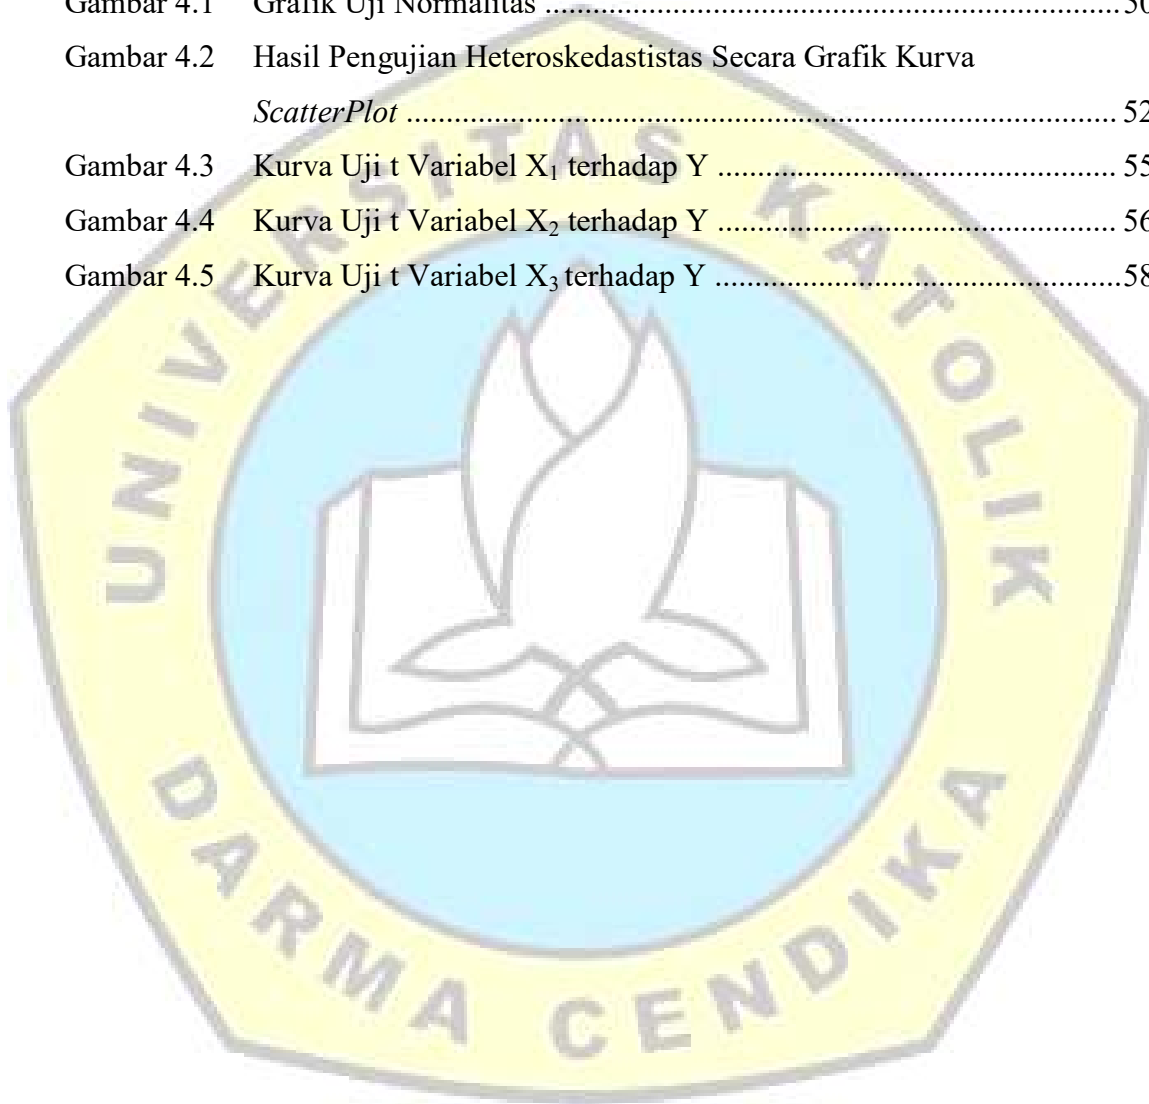 Gambar 4.1 Grafik Uji Normalitas ........................................................................ 50
Gambar 4.2 Hasil Pengujian Heteroskedastistas Secara Grafik Kurva
ScatterPlot ........................................................................................... 52
Gambar 4.3 Kurva Uji t Variabel X₁ terhadap Y ................................................... 55
Gambar 4.4 Kurva Uji t Variabel X₂ terhadap Y ................................................... 56
Gambar 4.5 Kurva Uji t Variabel X₃ terhadap Y ....................................................58
UNIVERSITAS KATOLIK
DARMA CENDIKA